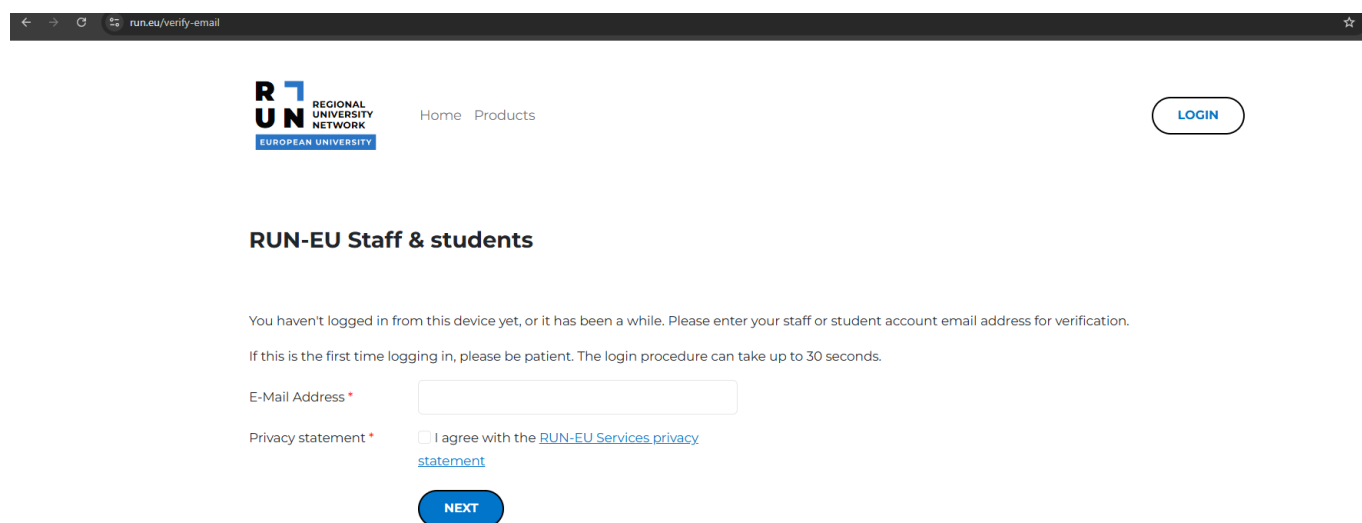 run.eu/verify-email
R
UN
REGIONAL
UNIVERSITY
NETWORK
EUROPEAN UNIVERSITY
Home Products
LOGIN
RUN-EU Staff & students
You haven't logged in from this device yet, or it has been a while. Please enter your staff or student account email address for verification.
If this is the first time logging in, please be patient. The login procedure can take up to 30 seconds.
E-Mail Address *
Privacy statement * I agree with the RUN-EU Services privacy
statement
NEXT